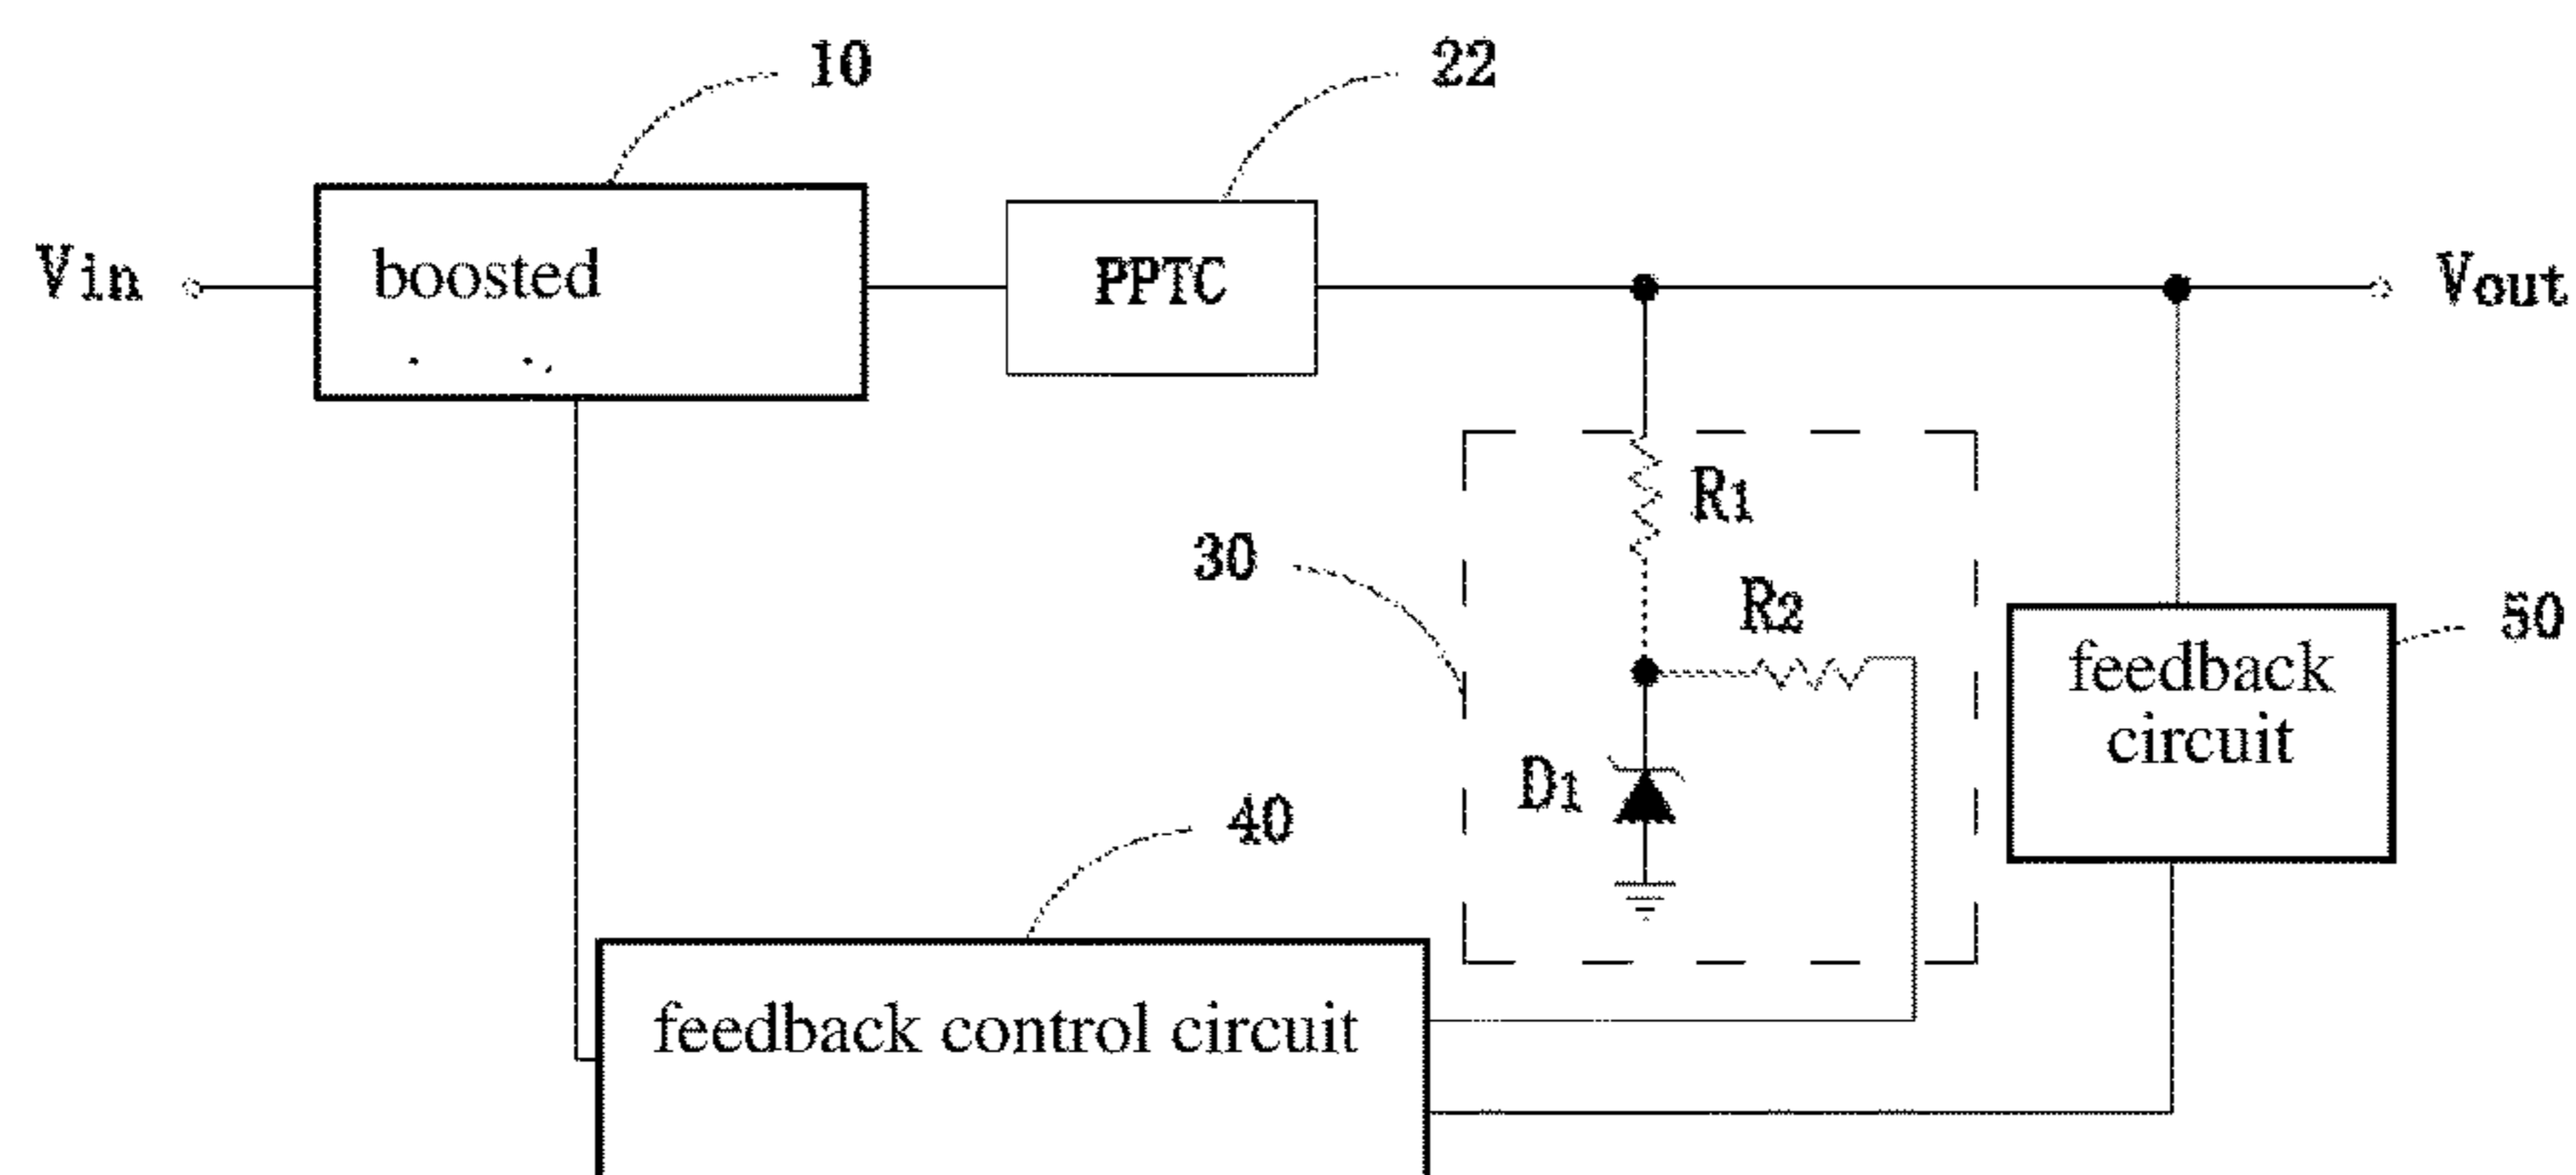 10
22
Vin
boosted
PPTC
Vout
R1
30
R2
50
feedback
circuit
D1
40
feedback control circuit